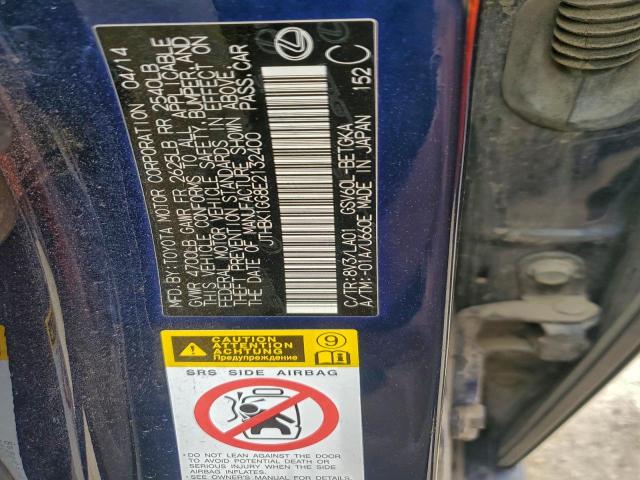 MFD. BY: TOYOTA MOTOR CORPORATION 04/14
GVWR 4700LB GAWR FR 2625LB RR 2540LB
THIS VEHICLE CONFORMS TO ALL APPLICABLE
FEDERAL MOTOR VEHICLE SAFETY, BUMPER, AND
THEFT PREVENTION STANDARDS IN EFFECT ON
THE DATE OF MANUFACTURE SHOWN ABOVE.
JTHBK1GG8E2132400 PASS. CAR
C/TR: 8V3/LA01 GSV60L-BETGKA
A/TM: -01A/U660E MADE IN JAPAN
152
C
CAUTION
ATTENTION
ACHTUNG
Предупреждение
9
SRS SIDE AIRBAG
• DO NOT LEAN AGAINST THE DOOR
TO AVOID POTENTIAL DEATH OR
SERIOUS INJURY WHEN THE SIDE
AIRBAG INFLATES.
• SEE OWNER'S MANUAL FOR DETAILS.